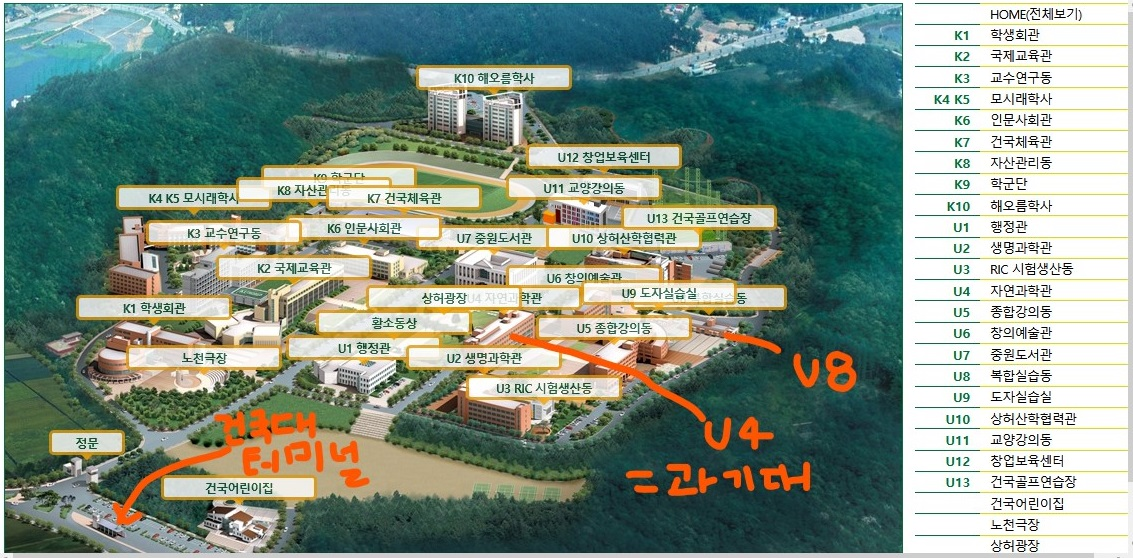 K10 해오름학사
U12 창업보육센터
K9 학군단
K8 자산관리동
K4 K5 모시래학사
K7 건국체육관
U11 교양강의동
U13 건국골프연습장
K3 교수연구동
K6 인문사회관
U7 중원도서관
U10 상허산학협력관
K2 국제교육관
U6 창의예술관
U9 도자실습실
상허광장
U4 자연과학관
K1 학생회관
황소동상
U5 종합강의동
노천극장
U1 행정관
U2 생명과학관
U3 RIC 시험생산동
정문
건국어린이집
건국대
터미널
U4
=과기대
U8
HOME(전체보기)
K1 학생회관
K2 국제교육관
K3 교수연구동
K4 K5 모시래학사
K6 인문사회관
K7 건국체육관
K8 자산관리동
K9 학군단
K10 해오름학사
U1 행정관
U2 생명과학관
U3 RIC 시험생산동
U4 자연과학관
U5 종합강의동
U6 창의예술관
U7 중원도서관
U8 복합실습동
U9 도자실습실
U10 상허산학협력관
U11 교양강의동
U12 창업보육센터
U13 건국골프연습장
건국어린이집
노천극장
상허광장